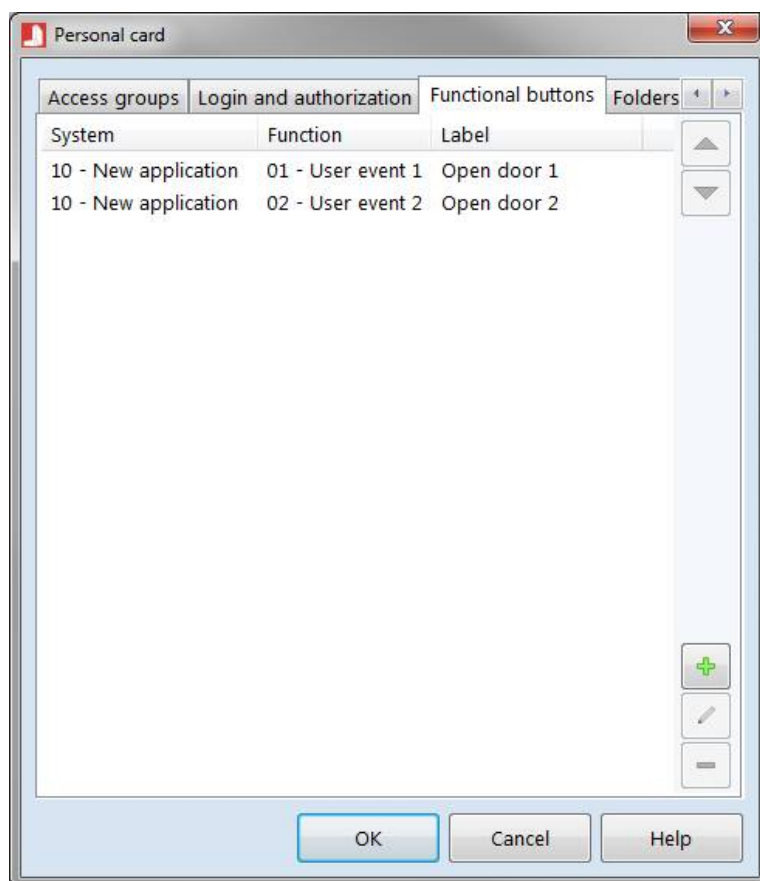 Personal card
Access groups Login and authorization Functional buttons Folders
System Function Label
10 - New application 01 - User event 1 Open door 1
10 - New application 02 - User event 2 Open door 2
OK Cancel Help